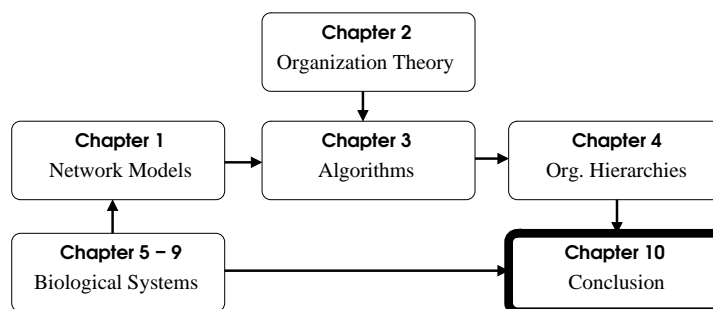 Chapter 2
Organization Theory
Chapter 1
Network Models
Chapter 3
Algorithms
Chapter 4
Org. Hierarchies
Chapter 5 – 9
Biological Systems
Chapter 10
Conclusion